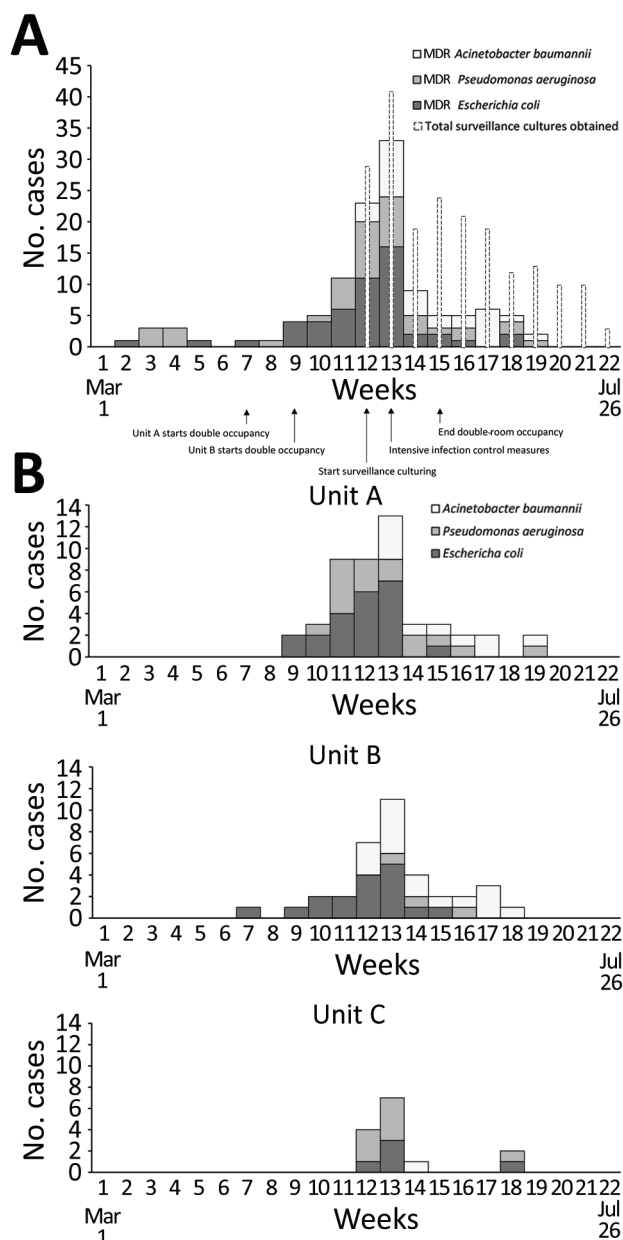 A
MDR Acinetobacter baumannii
MDR Pseudomonas aeruginosa
MDR Escherichia coli
Total surveillance cultures obtained
No. cases
45
40
35
30
25
20
15
10
5
0
1 2 3 4 5 6 7 8 9 10 11 12 13 14 15 16 17 18 19 20 21 22
Mar
1
Weeks
Jul
26
Unit A starts double occupancy
End double-room occupancy
Unit B starts double occupancy
Intensive infection control measures
Start surveillance culturing
B
Unit A
Acinetobacter baumannii
Pseudomonas aeruginosa
Escherica coli
No. cases
14
12
10
8
6
4
2
0
1 2 3 4 5 6 7 8 9 10 11 12 13 14 15 16 17 18 19 20 21 22
Mar
1
Weeks
Jul
26
Unit B
No. cases
14
12
10
8
6
4
2
0
1 2 3 4 5 6 7 8 9 10 11 12 13 14 15 16 17 18 19 20 21 22
Mar
1
Weeks
Jul
26
Unit C
No. cases
14
12
10
8
6
4
2
0
1 2 3 4 5 6 7 8 9 10 11 12 13 14 15 16 17 18 19 20 21 22
Mar
1
Weeks
Jul
26